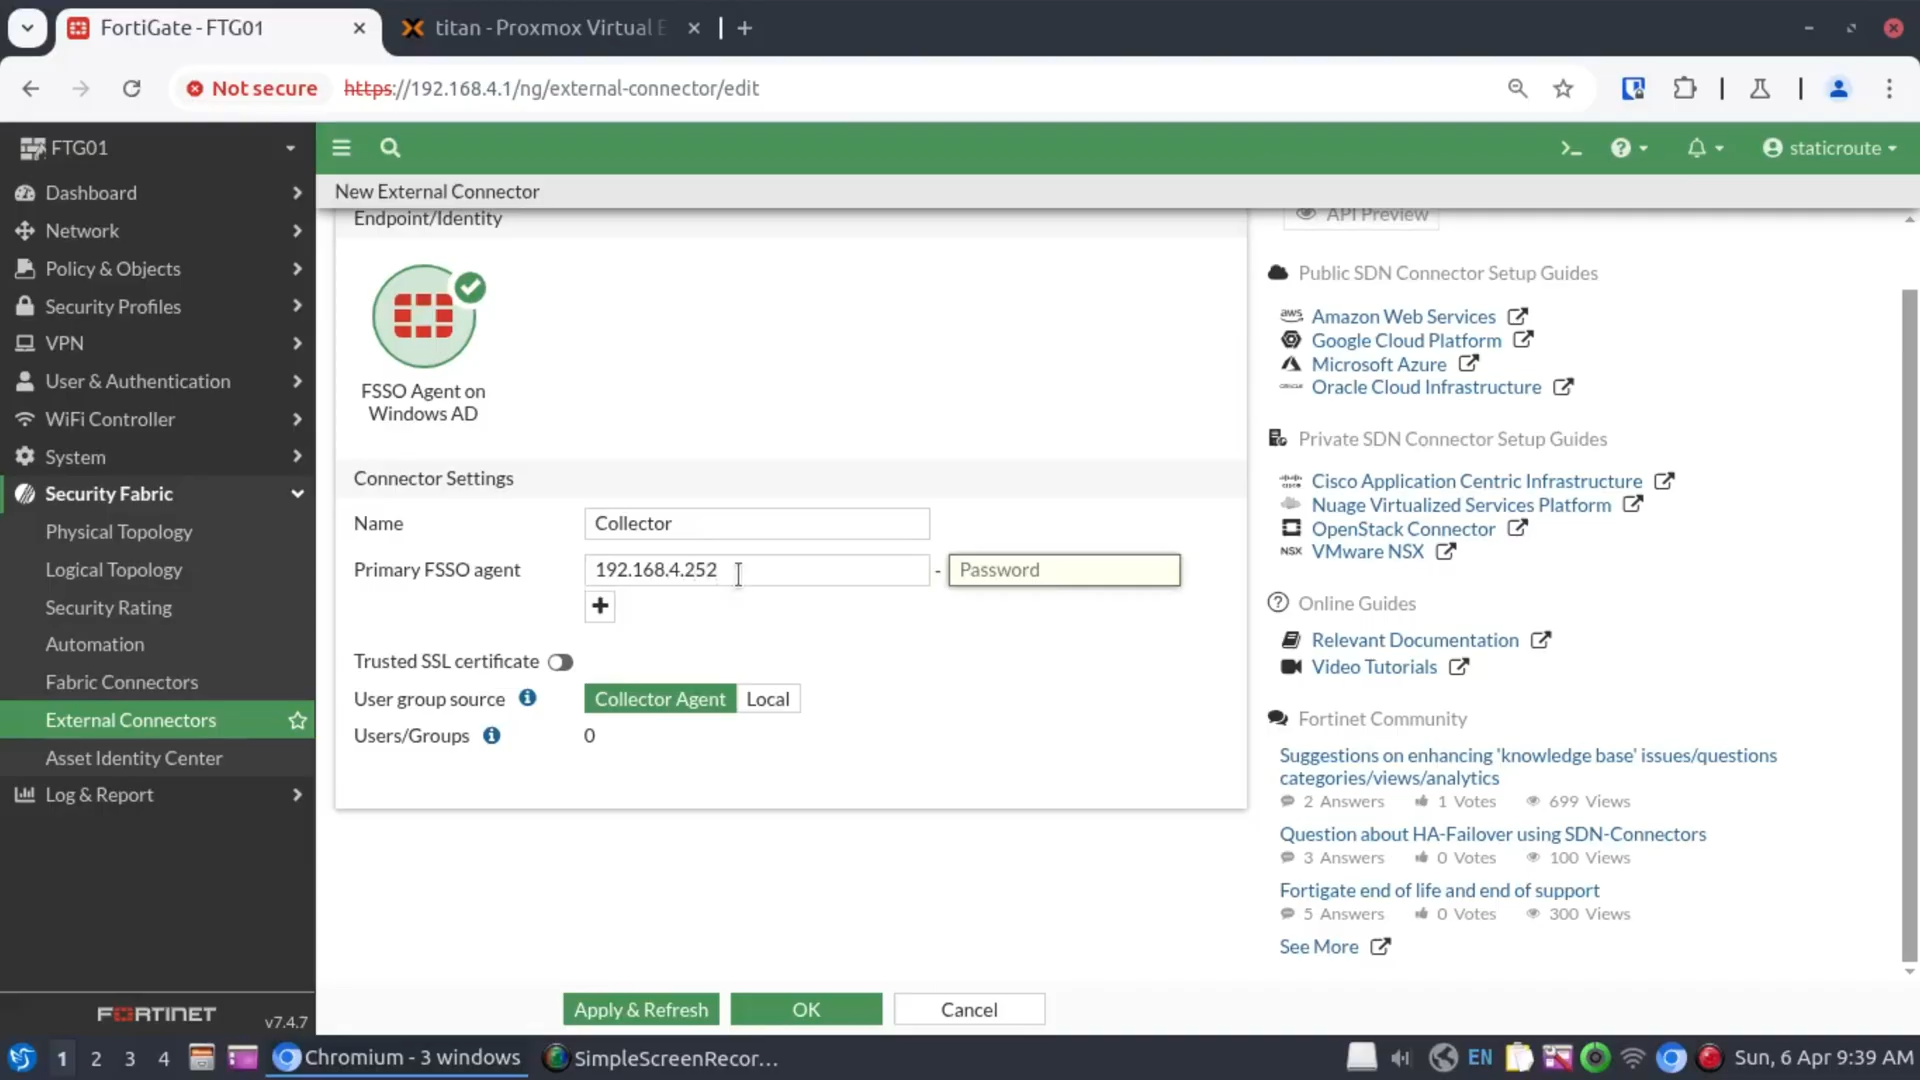 FortiGate - FTG01
titan - Proxmox Virtual E
Not secure
https://192.168.4.1/ng/external-connector/edit
FTG01
staticroute
Dashboard
Network
Policy & Objects
Security Profiles
VPN
User & Authentication
WiFi Controller
System
Security Fabric
Physical Topology
Logical Topology
Security Rating
Automation
Fabric Connectors
External Connectors
Asset Identity Center
Log & Report
FORTINET
v7.4.7
New External Connector
Endpoint/Identity
FSSO Agent on
Windows AD
Connector Settings
Name
Collector
Primary FSSO agent
192.168.4.252
-
Password
Trusted SSL certificate
User group source
Collector Agent
Local
Users/Groups
0
Apply & Refresh
OK
Cancel
API Preview
Public SDN Connector Setup Guides
aws
Amazon Web Services
Google Cloud Platform
Microsoft Azure
Oracle Cloud Infrastructure
Private SDN Connector Setup Guides
Cisco Application Centric Infrastructure
Nuage Virtualized Services Platform
OpenStack Connector
NSX VMware NSX
Online Guides
Relevant Documentation
Video Tutorials
Fortinet Community
Suggestions on enhancing 'knowledge base' issues/questions
categories/views/analytics
2 Answers 1 Votes 699 Views
Question about HA-Failover using SDN-Connectors
3 Answers 0 Votes 100 Views
Fortigate end of life and end of support
5 Answers 0 Votes 300 Views
See More
1 2 3 4
Chromium - 3 windows
SimpleScreenRecor...
EN
Sun, 6 Apr 9:39 AM